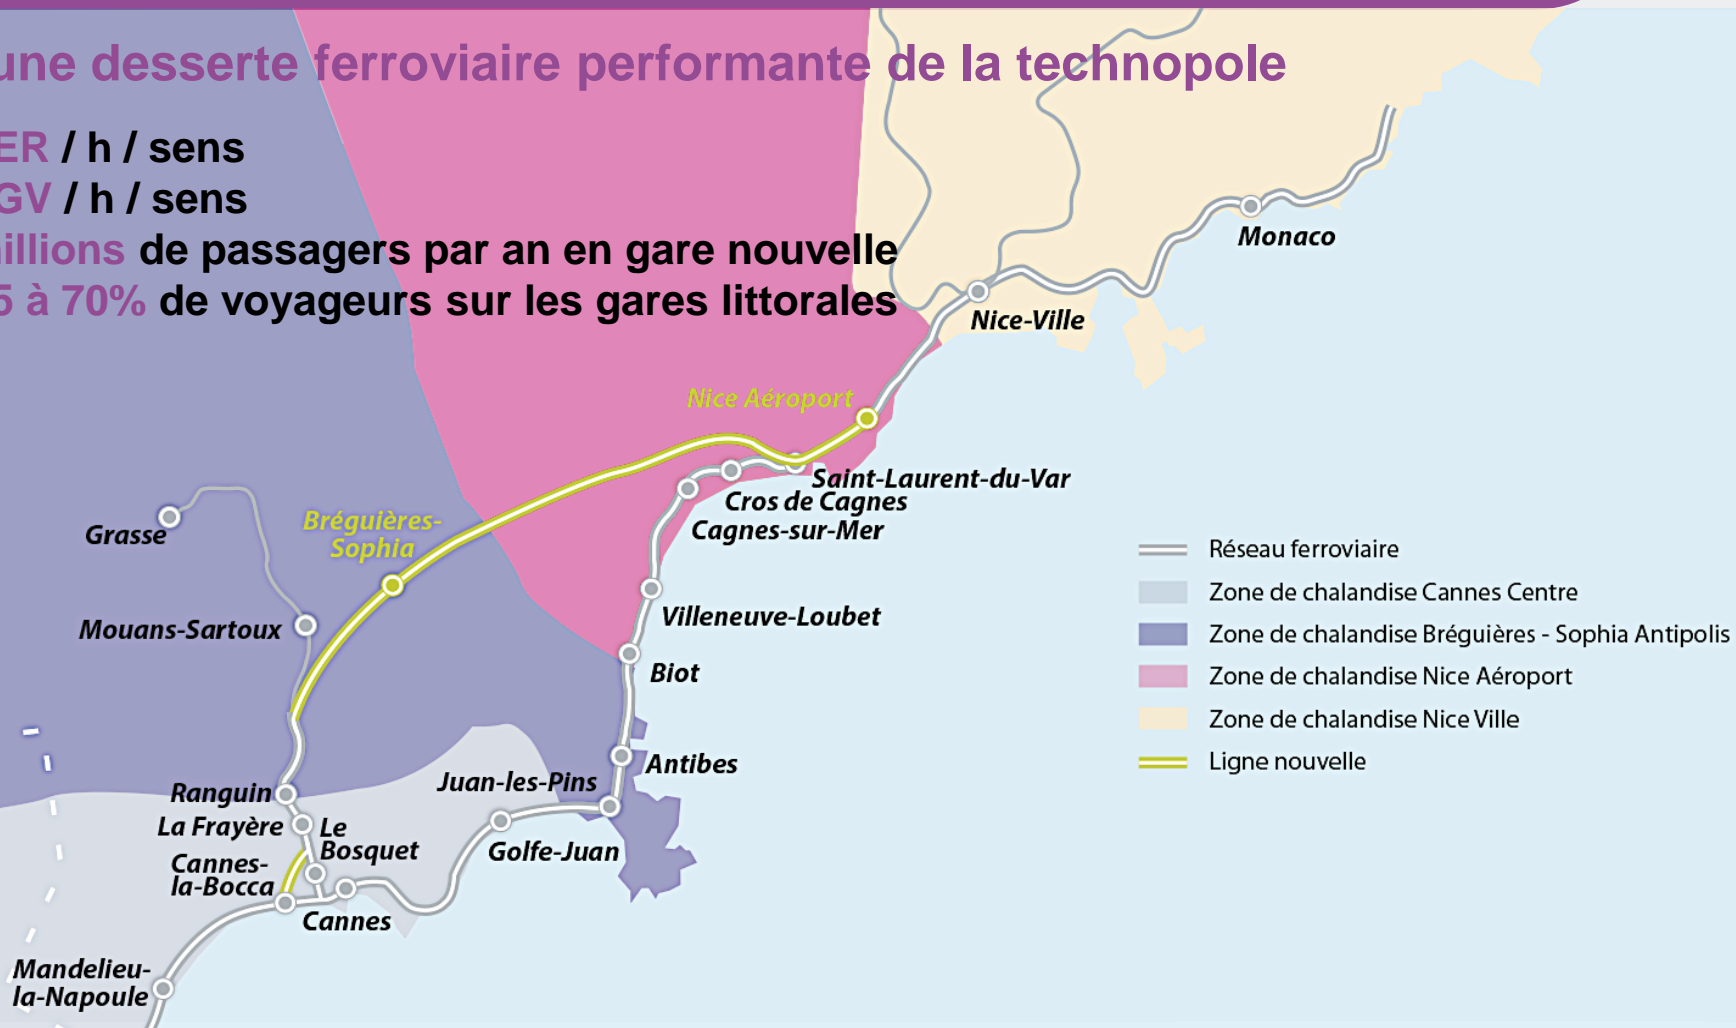 une desserte ferroviaire performante de la technopole
ER / h / sens
GV / h / sens
illions de passagers par an en gare nouvelle
5 à 70% de voyageurs sur les gares littorales
Monaco
Nice-Ville
Nice Aéroport
Saint-Laurent-du-Var
Cros de Cagnes
Cagnes-sur-Mer
Bréguières-
Sophia
Grasse
Mouans-Sartoux
Villeneuve-Loubet
Biot
Antibes
Juan-les-Pins
Golfe-Juan
Ranguin
La Frayère
Le
Bosquet
Cannes-
la-Bocca
Cannes
Mandelieu-
la-Napoule
Réseau ferroviaire
Zone de chalandise Cannes Centre
Zone de chalandise Bréguières - Sophia Antipolis
Zone de chalandise Nice Aéroport
Zone de chalandise Nice Ville
Ligne nouvelle